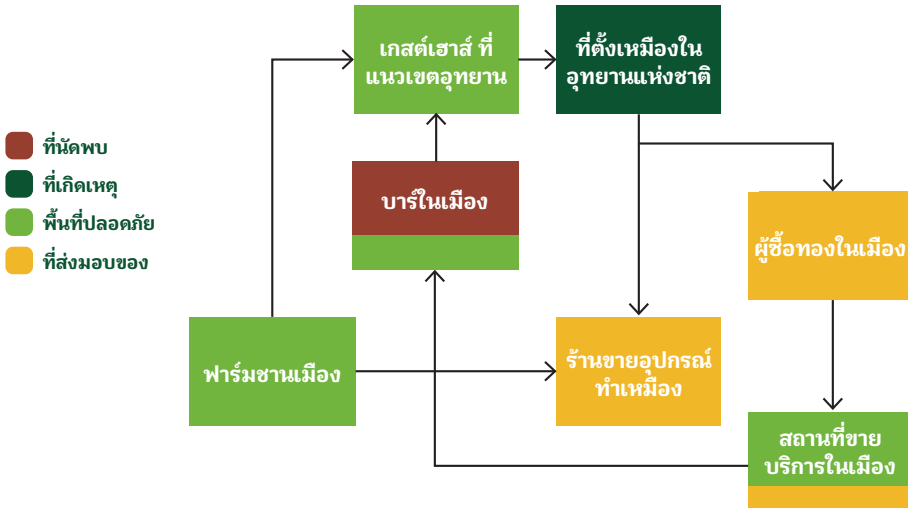 เกสต์เฮาส์ ที่
แนวเขตอุทยาน
ที่ตั้งเหมืองใน
อุทยานแห่งชาติ
ที่นัดพบ
ที่เกิดเหตุ
พื้นที่ปลอดภัย
ที่ส่งมอบของ
บาร์ในเมือง
ผู้ซื้อทองในเมือง
ฟาร์มชานเมือง
ร้านขายอุปกรณ์
ทำเหมือง
สถานที่ขาย
บริการในเมือง